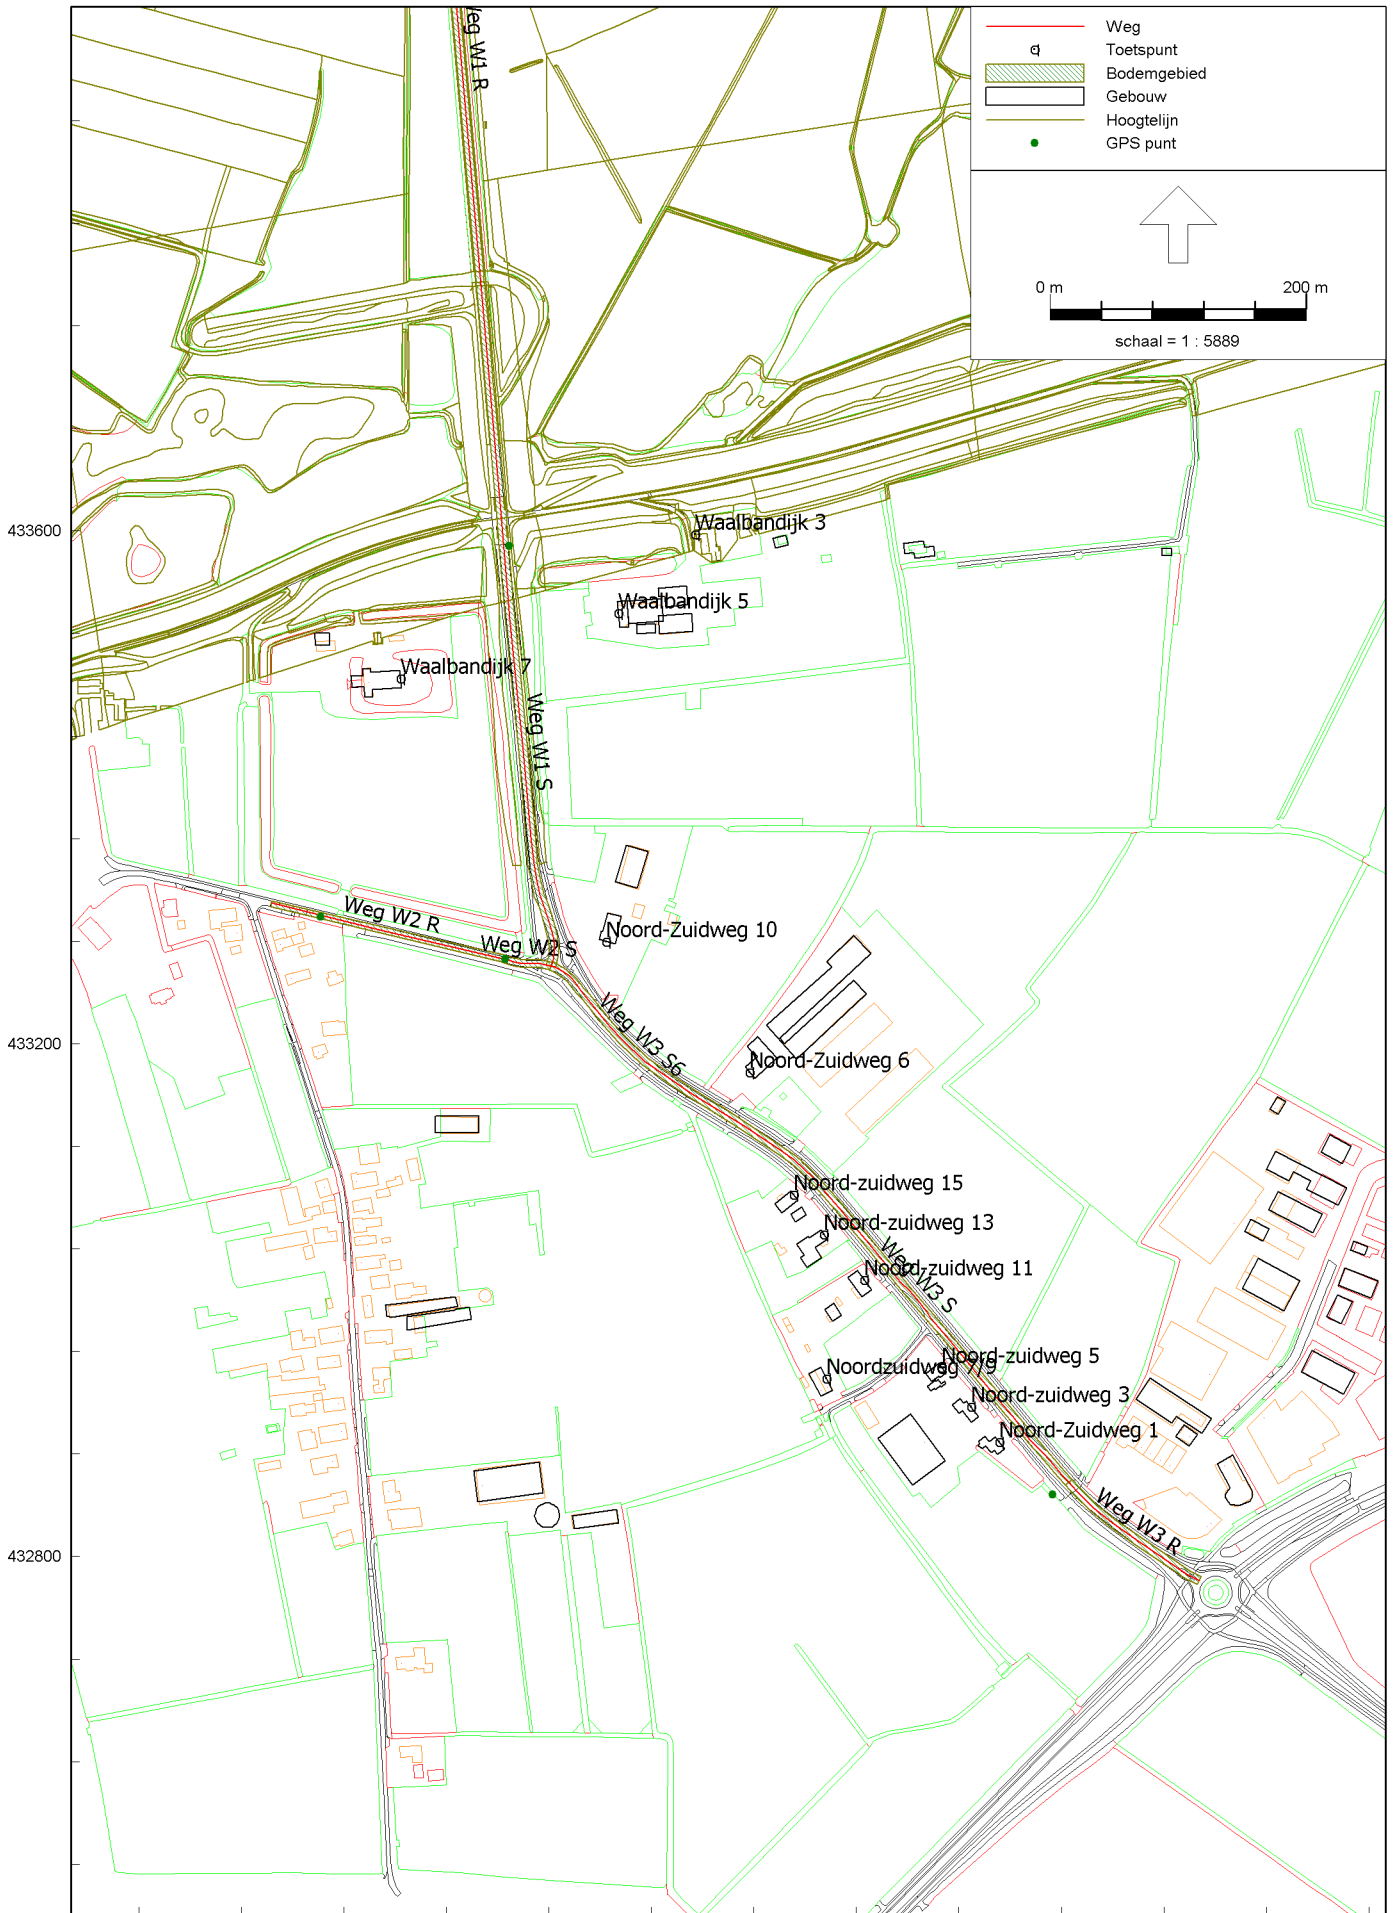 Weg W1 R
Weg
Toetspunt
Bodemgebied
Gebouw
Hoogtelijn
GPS punt
0 m
200 m
schaal = 1 : 5889
433600
Waalbandijk 3
Waalbandijk 5
Waalbandijk 7
Weg W1 S
Weg W2 R
Weg W2 S
Noord-Zuidweg 10
Weg W3 S6
433200
Noord-Zuidweg 6
Noord-zuidweg 15
Noord-zuidweg 13
Weg W3 S
Noord-zuidweg 11
Noord-zuidweg 5
Noordzuidweg 7/9
Noord-zuidweg 3
Noord-Zuidweg 1
Weg W3 R
432800